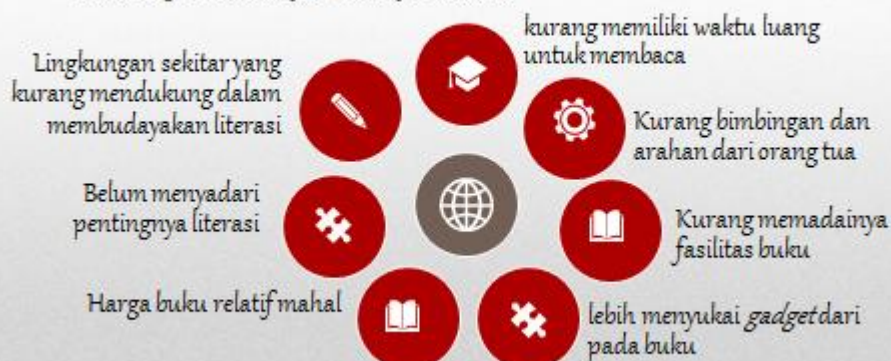 kurang memiliki waktu luang
untuk membaca
Kurang bimbingan dan
arahan dari orang tua
Kurang memadainya
fasilitas buku
lebih menyukai gadget dari
pada buku
Harga buku relatif mahal
Belum menyadari
pentingnya literasi
Lingkungan sekitar yang
kurang mendukung dalam
membudayakan literasi